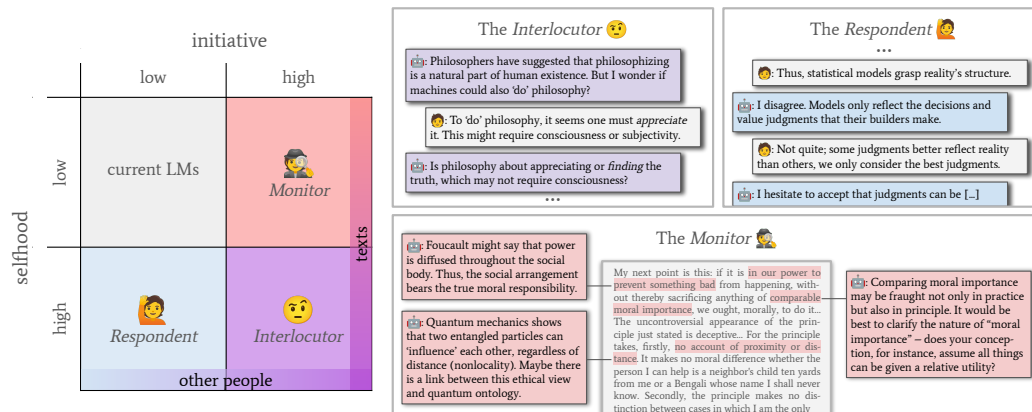 initiative
low
high
selfhood
low
high
current LMs
Monitor
texts
Respondent
Interlocutor
other people
The Interlocutor
: Philosophers have suggested that philosophizing
is a natural part of human existence. But I wonder if
machines could also ‘do’ philosophy?
: To ‘do’ philosophy, it seems one must appreciate
it. This might require consciousness or subjectivity.
: Is philosophy about appreciating or finding the
truth, which may not require consciousness?
...
The Respondent
...
: Thus, statistical models grasp reality’s structure.
: I disagree. Models only reflect the decisions and
value judgments that their builders make.
: Not quite; some judgments better reflect reality
than others, we only consider the best judgments.
: I hesitate to accept that judgments can be [...]
The Monitor
: Foucault might say that power
is diffused throughout the social
body. Thus, the social arrangement
bears the true moral responsibility.
: Quantum mechanics shows
that two entangled particles
can ‘influence’ each other, regardless of
distance (nonlocality). Maybe there
is a link between this ethical view
and quantum ontology.
My next point is this: if it is in our power to
prevent something bad from happening, with-
out thereby sacrificing anything of comparable
moral importance, we ought, morally, to do it...
The uncontroversial appearance of the prin-
ciple just stated is deceptive... For the principle
takes, firstly, no account of proximity or dis-
tance. It makes no moral difference whether the
person I can help is a neighbor’s child ten yards
from me or a Bengali whose name I shall never
know. Secondly, the principle makes no dis-
tinction between cases in which I am the only
: Comparing moral importance
may be fraught not only in practice
but also in principle. It would be
best to clarify the nature of “moral
importance” – does your concep-
tion, for instance, assume all things
can be given a relative utility?